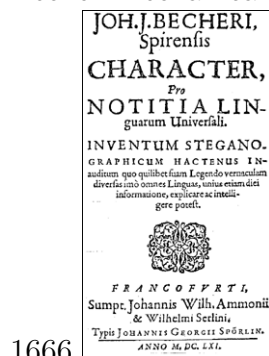 JOH.J.BECHERI,
Spirenſis
CHARACTER,
Pro
NOTITIA LIN-
guarum Univerſali.
INVENTUM STEGANO-
GRAPHICUM HACTENUS IN-
auditum quo quilibet ſuam Legendo vernaculam
diverſas imò omnes Linguas, unius etiam diei
informatione, explicare ac intelli-
gere poteſt.
FRANCOFURTI,
Sumpt. Johannis Wilh. Ammonii
& Wilhelmi Serlini,
Typis JOHANNIS GEORGII SPÖRLIN.
ANNO M, DC. LXI.
1666